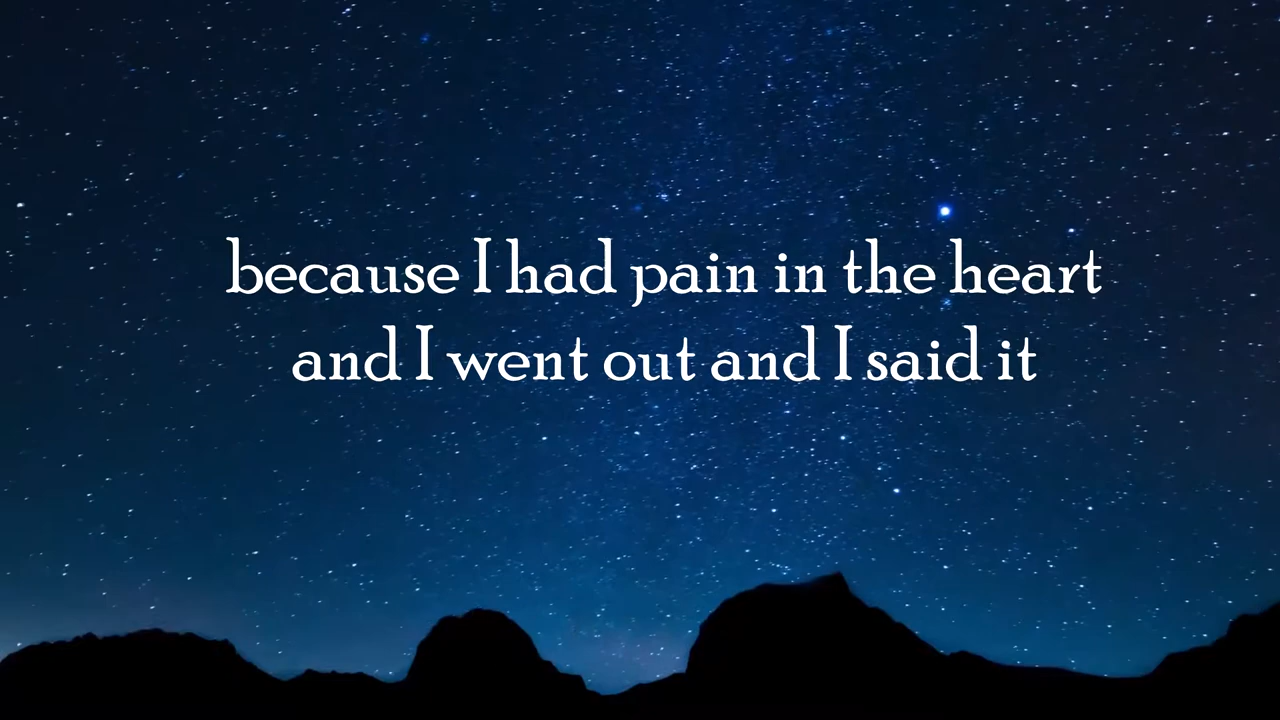 because I had pain in the heart
and I went out and I said it